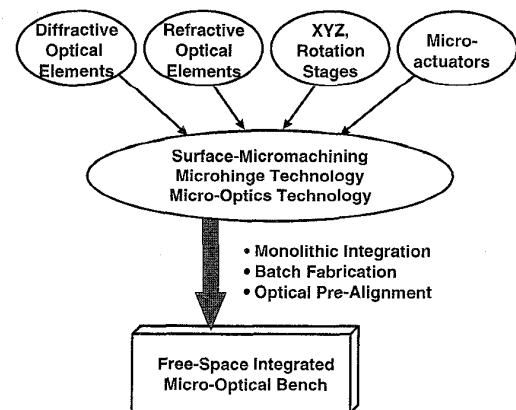 Diffractive
Optical
Elements
Refractive
Optical
Elements
XYZ,
Rotation
Stages
Micro-
actuators
Surface-Micromachining
Microhinge Technology
Micro-Optics Technology
• Monolithic Integration
• Batch Fabrication
• Optical Pre-Alignment
Free-Space Integrated
Micro-Optical Bench